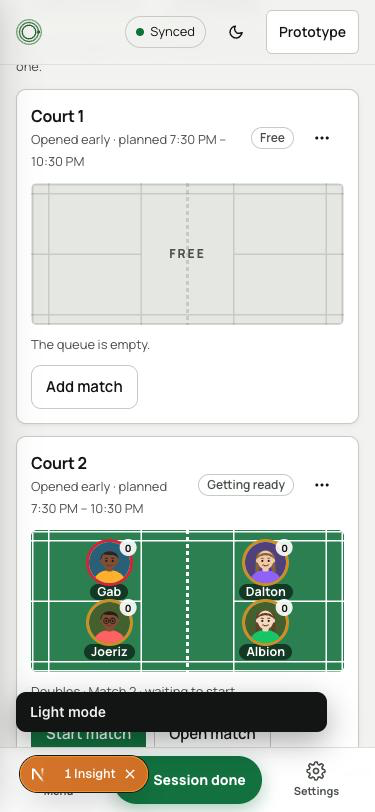 Synced
Prototype
one.
Court 1
Opened early · planned 7:30 PM –
10:30 PM
Free
FREE
The queue is empty.
Add match
Court 2
Opened early · planned
7:30 PM – 10:30 PM
Getting ready
0
0
Gab
Dalton
0
0
Joeriz
Albion
Doubles · Match 2 · waiting to start
Light mode
Start match
Open match
N
1 Insight
Session done
Menu
Settings